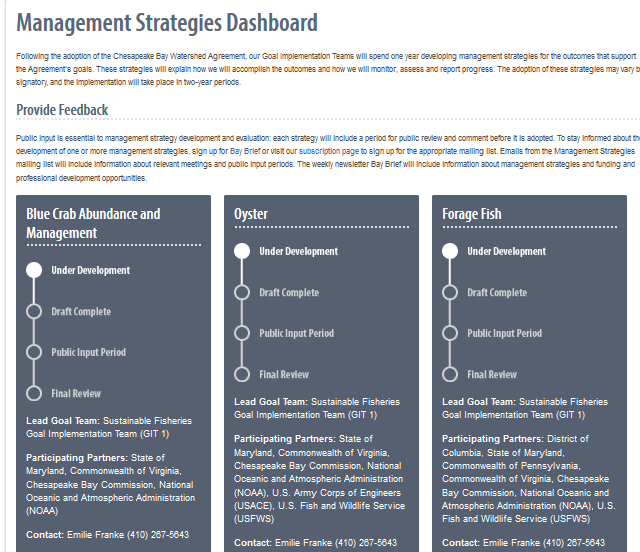 Management Strategies Dashboard
Following the adoption of the Chesapeake Bay Watershed Agreement, our Goal Implementation Teams will spend one year developing management strategies for the outcomes that support
the Agreement's goals. These strategies will explain how we will accomplish the outcomes and how we will monitor, assess and report progress. The adoption of these strategies may vary b
signatory, and the implementation will take place in two-year periods.
Provide Feedback
Public input is essential to management strategy development and evaluation: each strategy will include a period for public review and comment before it is adopted. To stay informed about the
development of one or more management strategies, sign up for Bay Brief or visit our subscription page to sign up for the appropriate mailing list. Emails from the Management Strategies
mailing list will include information about relevant meetings and public input periods. The weekly newsletter Bay Brief will include information about management strategies and funding and
professional development opportunities.
Blue Crab Abundance and
Management
Under Development
Draft Complete
Public Input Period
Final Review
Lead Goal Team: Sustainable Fisheries
Goal Implementation Team (GIT 1)
Participating Partners: State of
Maryland, Commonwealth of Virginia,
Chesapeake Bay Commission, National
Oceanic and Atmospheric Administration
(NOAA)
Contact: Emilie Franke (410) 267-5643
Oyster
Under Development
Draft Complete
Public Input Period
Final Review
Lead Goal Team: Sustainable Fisheries
Goal Implementation Team (GIT 1)
Participating Partners: State of
Maryland, Commonwealth of Virginia,
Chesapeake Bay Commission, National
Oceanic and Atmospheric Administration
(NOAA), U.S. Army Corps of Engineers
(USACE), U.S. Fish and Wildlife Service
(USFWS)
Contact: Emilie Franke (410) 267-5643
Forage Fish
Under Development
Draft Complete
Public Input Period
Final Review
Lead Goal Team: Sustainable Fisheries
Goal Implementation Team (GIT 1)
Participating Partners: District of
Columbia, State of Maryland,
Commonwealth of Pennsylvania,
Commonwealth of Virginia, Chesapeake
Bay Commission, National Oceanic and
Atmospheric Administration (NOAA), U.S.
Fish and Wildlife Service (USFWS)
Contact: Emilie Franke (410) 267-5643